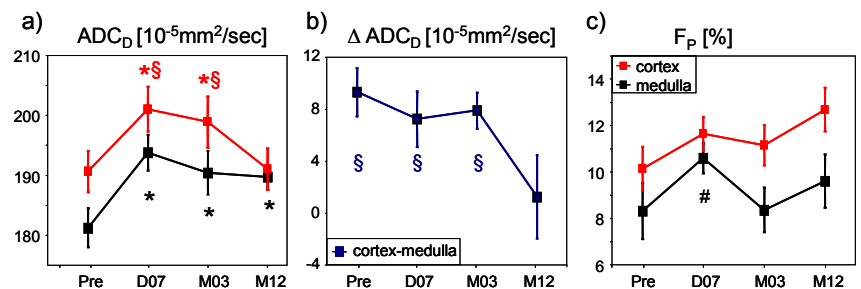 a) ADC_D [10^-5mm^2/sec]
210
200
190
180
*§
*§
*
*
*
Pre D07 M03 M12
b) Δ ADC_D [10^-5mm^2/sec]
12
8
4
0
-4
§ § §
cortex-medulla
Pre D07 M03 M12
c) F_P [%]
cortex
medulla
14
12
10
8
6
#
Pre D07 M03 M12